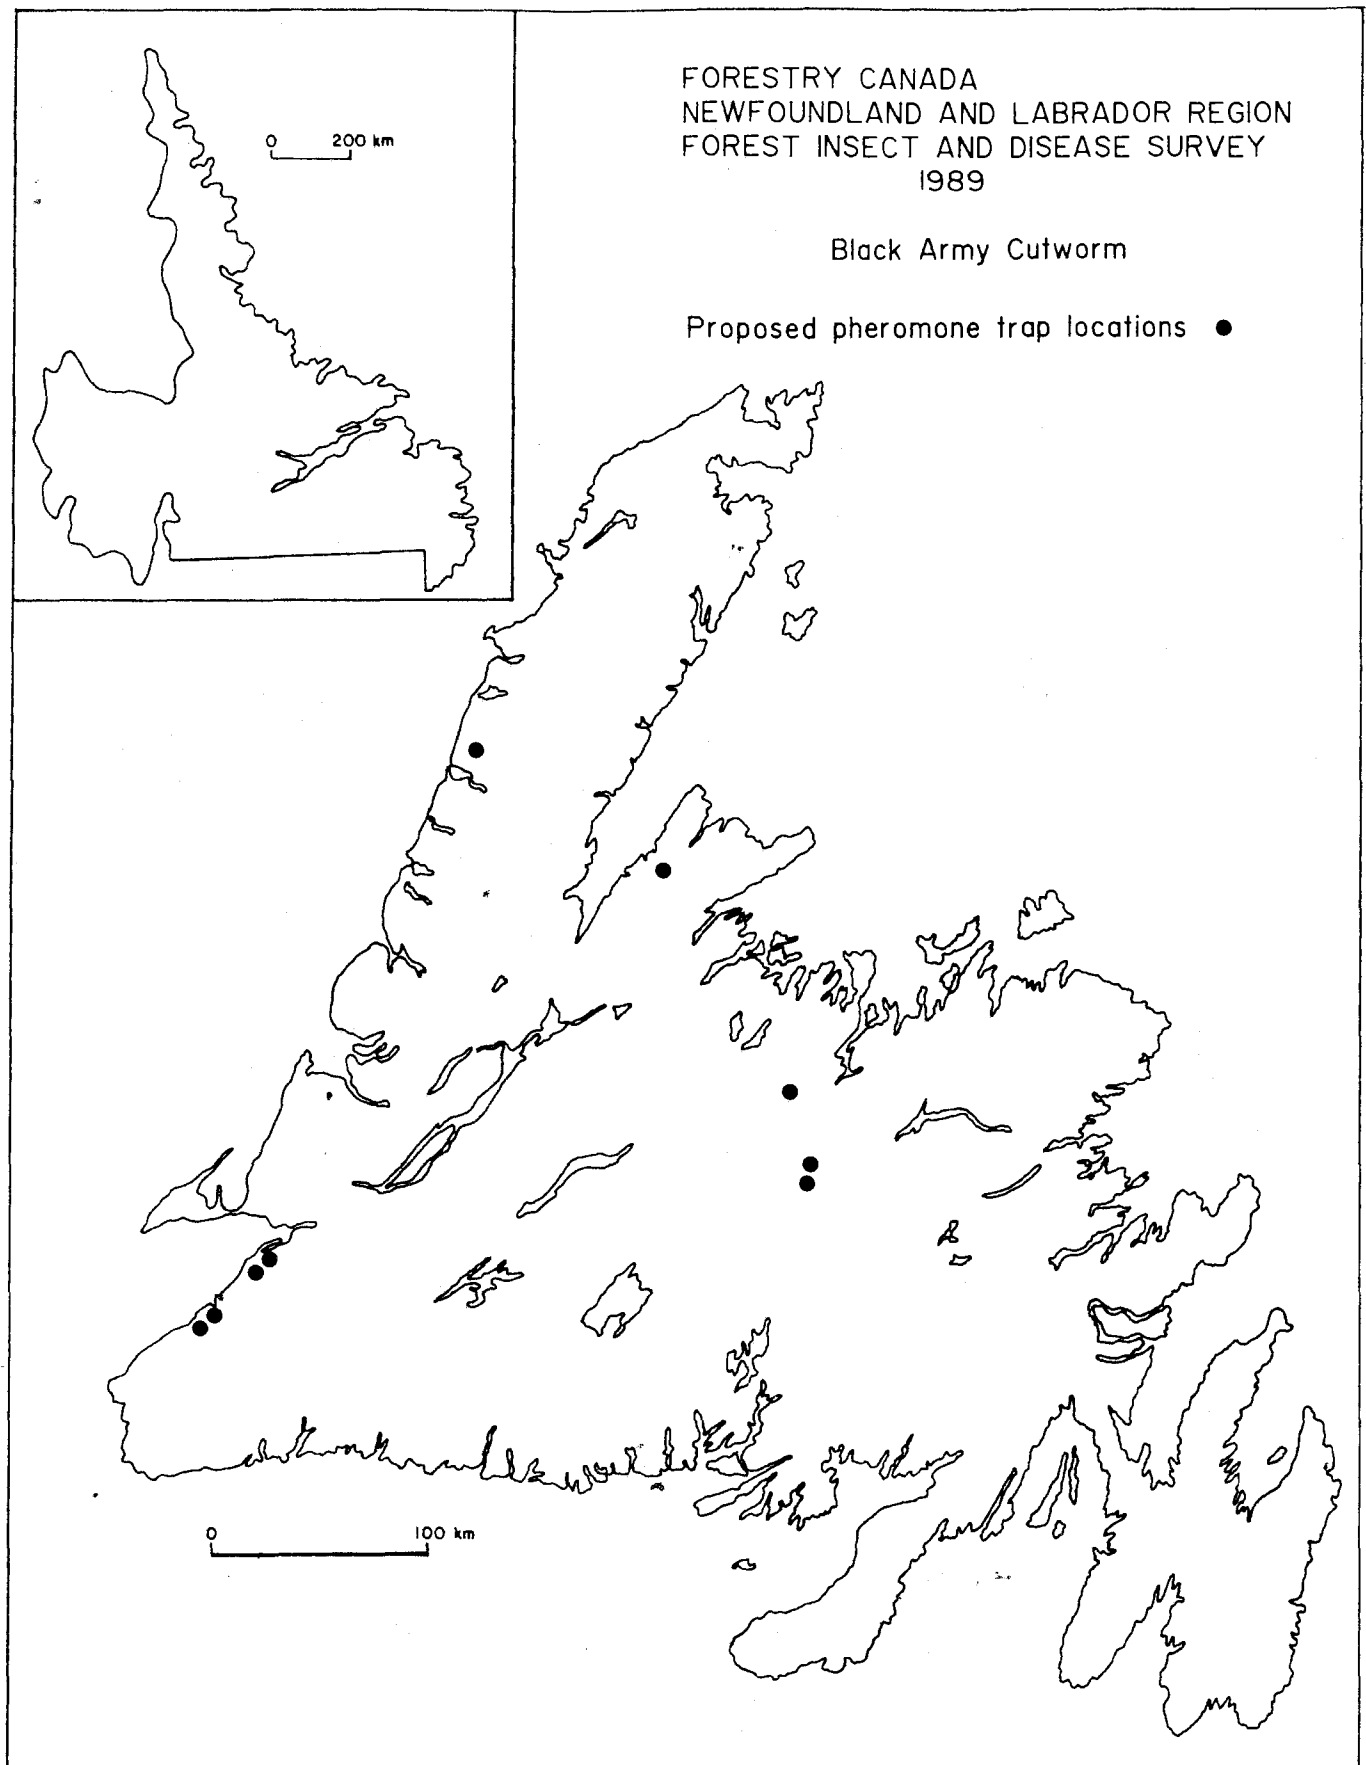 FORESTRY CANADA
NEWFOUNDLAND AND LABRADOR REGION
FOREST INSECT AND DISEASE SURVEY
1989
Black Army Cutworm
Proposed pheromone trap locations
0 200 km
0 100 km